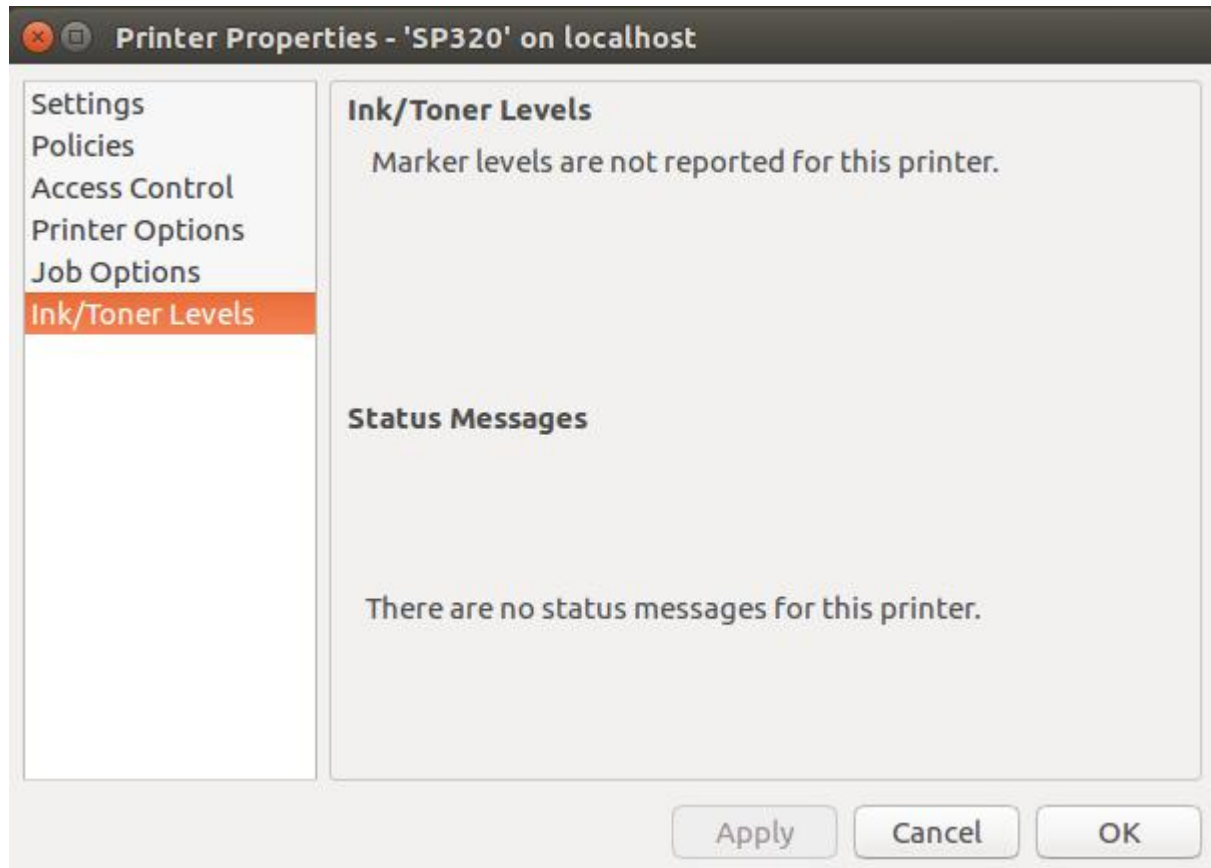 Printer Properties - 'SP320' on localhost
Settings
Policies
Access Control
Printer Options
Job Options
Ink/Toner Levels
Ink/Toner Levels
Marker levels are not reported for this printer.
Status Messages
There are no status messages for this printer.
Apply
Cancel
OK